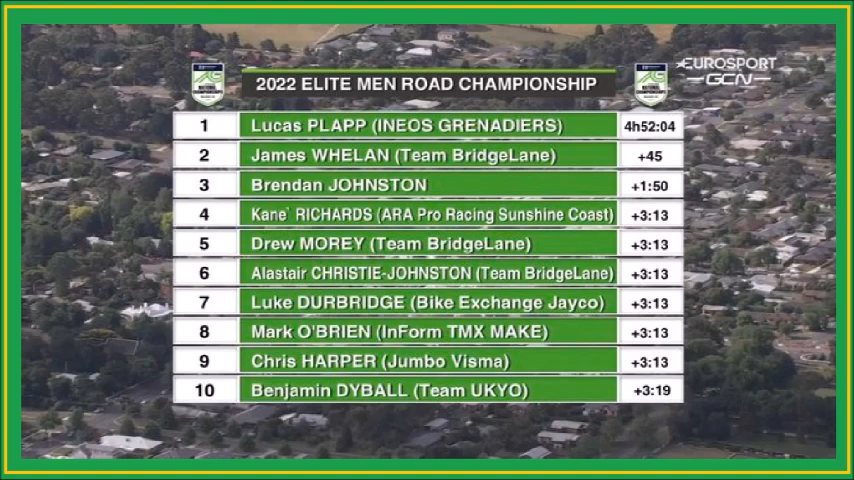 EUROSPORT
GCN
2022 ELITE MEN ROAD CHAMPIONSHIP
1 Lucas PLAPP (INEOS GRENADIERS) 4h52:04
2 James WHELAN (Team BridgeLane) +45
3 Brendan JOHNSTON +1:50
4 Kane` RICHARDS (ARA Pro Racing Sunshine Coast) +3:13
5 Drew MOREY (Team BridgeLane) +3:13
6 Alastair CHRISTIE-JOHNSTON (Team BridgeLane) +3:13
7 Luke DURBRIDGE (Bike Exchange Jayco) +3:13
8 Mark O'BRIEN (InForm TMX MAKE) +3:13
9 Chris HARPER (Jumbo Visma) +3:13
10 Benjamin DYBALL (Team UKYO) +3:19